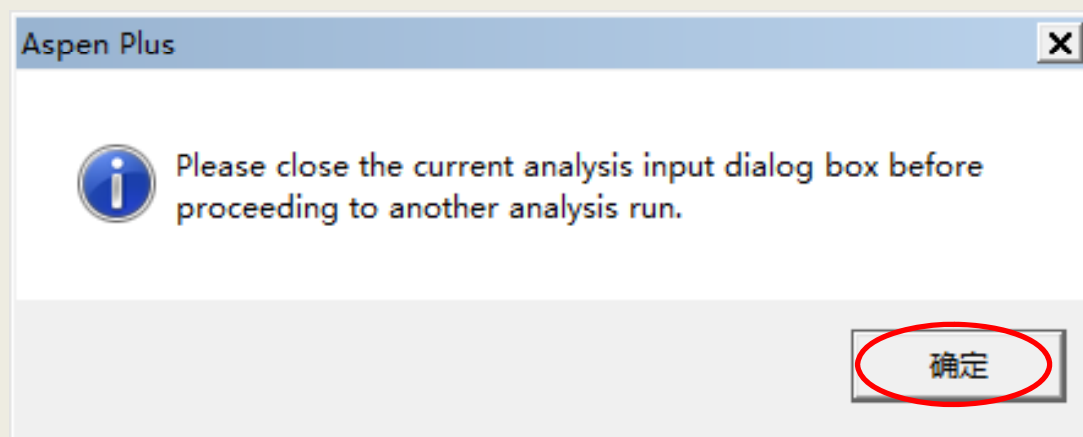 Aspen Plus
Please close the current analysis input dialog box before
proceeding to another analysis run.
确定